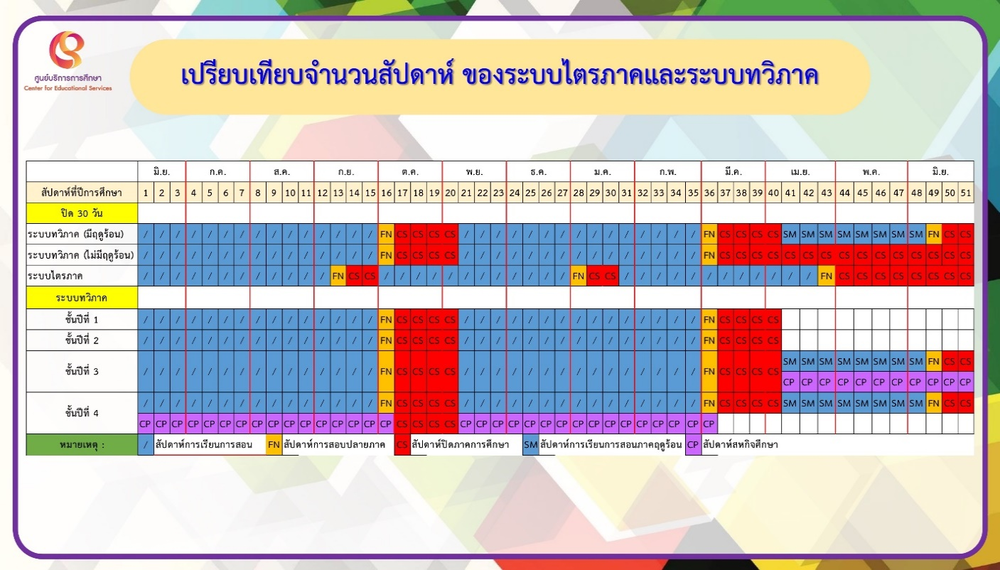 ศูนย์บริการการศึกษา
Center for Educational Services
เปรียบเทียบจำนวนสัปดาห์ ของระบบไตรภาคและระบบทวิภาค
มิ.ย. ก.ค. ส.ค. ก.ย. ต.ค. พ.ย. ธ.ค. ม.ค. ก.พ. มี.ค. เม.ย. พ.ค. มิ.ย.
สัปดาห์ที่ปีการศึกษา 1 2 3 4 5 6 7 8 9 10 11 12 13 14 15 16 17 18 19 20 21 22 23 24 25 26 27 28 29 30 31 32 33 34 35 36 37 38 39 40 41 42 43 44 45 46 47 48 49 50 51
ปิด 30 วัน
ระบบทวิภาค (มีฤดูร้อน) / / / / / / / / / / / / / / / FN CS CS CS CS / / / / / / / / / / / / / / / FN CS CS CS CS SM SM SM SM SM SM SM SM FN CS CS
ระบบทวิภาค (ไม่มีฤดูร้อน) / / / / / / / / / / / / / / / FN CS CS CS CS / / / / / / / / / / / / / / / FN CS CS CS CS CS CS CS CS CS CS CS CS CS CS CS
ระบบไตรภาค / / / / / / / / / / / / FN CS CS / / / / / / / / / / / / FN CS CS / / / / / / / / / / / / FN CS CS CS CS CS CS CS CS
ระบบทวิภาค
ชั้นปีที่ 1 / / / / / / / / / / / / / / / FN CS CS CS CS / / / / / / / / / / / / / / / FN CS CS CS CS
ชั้นปีที่ 2 / / / / / / / / / / / / / / / FN CS CS CS CS / / / / / / / / / / / / / / / FN CS CS CS CS
ชั้นปีที่ 3 / / / / / / / / / / / / / / / FN CS CS CS CS / / / / / / / / / / / / / / / FN CS CS CS CS SM SM SM SM SM SM SM SM FN CS CS
CP CP CP CP CP CP CP CP CP CP CP
ชั้นปีที่ 4 / / / / / / / / / / / / / / / FN CS CS CS CS / / / / / / / / / / / / / / / FN CS CS CS CS SM SM SM SM SM SM SM SM FN CS CS
CP CP CP CP CP CP CP CP CP CP CP CP CP CP CP CP CS CS CS CS CP CP CP CP CP CP CP CP CP CP CP CP CP CP CP CP
หมายเหตุ : / สัปดาห์การเรียนการสอน FN สัปดาห์การสอบปลายภาค CS สัปดาห์ปิดภาคการศึกษา SM สัปดาห์การเรียนการสอนภาคฤดูร้อน CP สัปดาห์สหกิจศึกษา